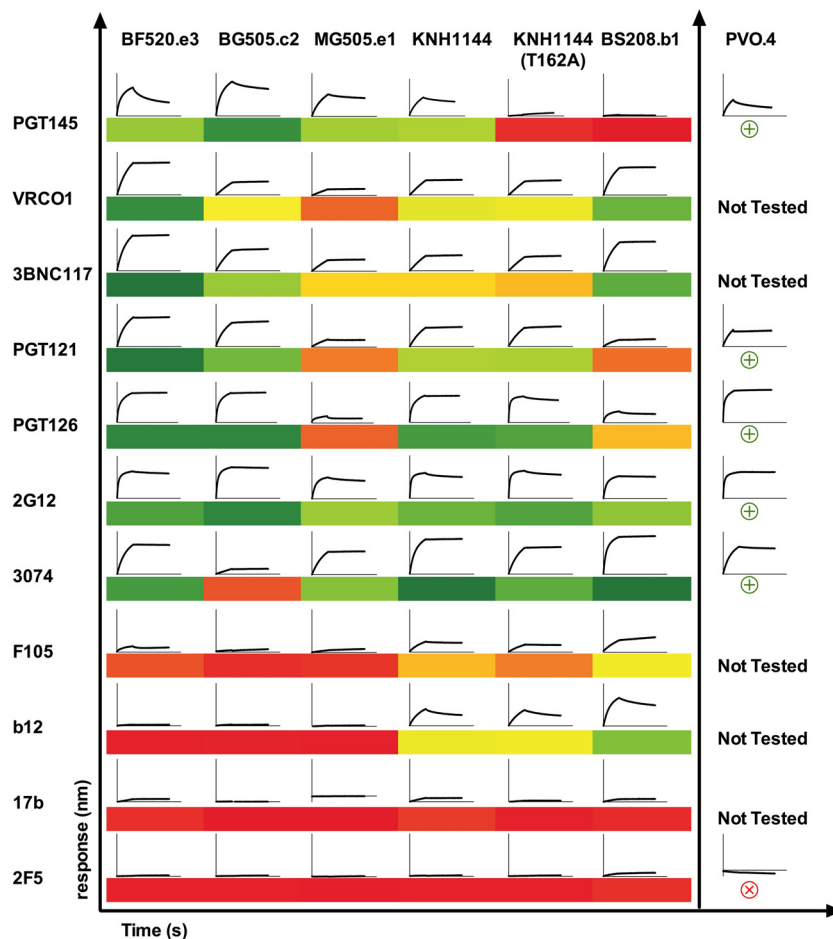 BF520.e3 BG505.c2 MG505.e1 KNH1144 KNH1144 BS208.b1 PVO.4
(T162A)
PGT145
VRCO1 Not Tested
3BNC117 Not Tested
PGT121
PGT126
2G12
3074
F105 Not Tested
b12 Not Tested
17b Not Tested
2F5
response (nm)
Time (s)